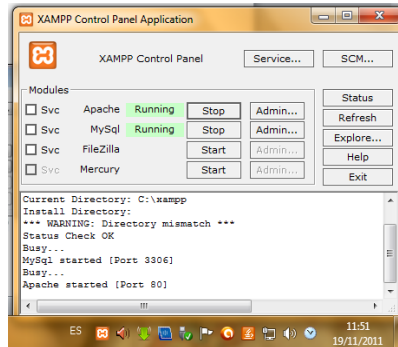 XAMPP Control Panel Application
XAMPP Control Panel
Service...
SCM...
Modules
Svc Apache Running Stop Admin...
Svc MySql Running Stop Admin...
Svc FileZilla Start Admin...
Svc Mercury Start Admin...
Status
Refresh
Explore...
Help
Exit
Current Directory: C:\xampp
Install Directory:
*** WARNING: Directory mismatch ***
Status Check OK
Busy...
MySql started [Port 3306]
Busy...
Apache started [Port 80]
ES
11:51
19/11/2011